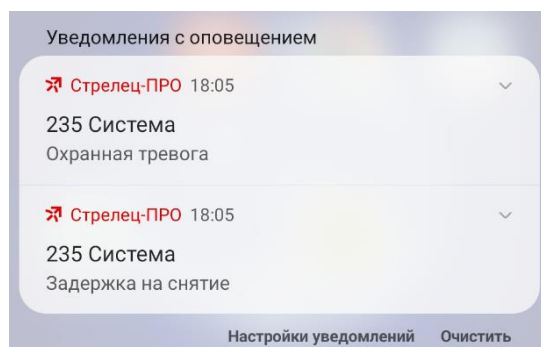 Уведомления с оповещением
Стрелец-ПРО 18:05
235 Система
Охранная тревога
Стрелец-ПРО 18:05
235 Система
Задержка на снятие
Настройки уведомлений Очистить